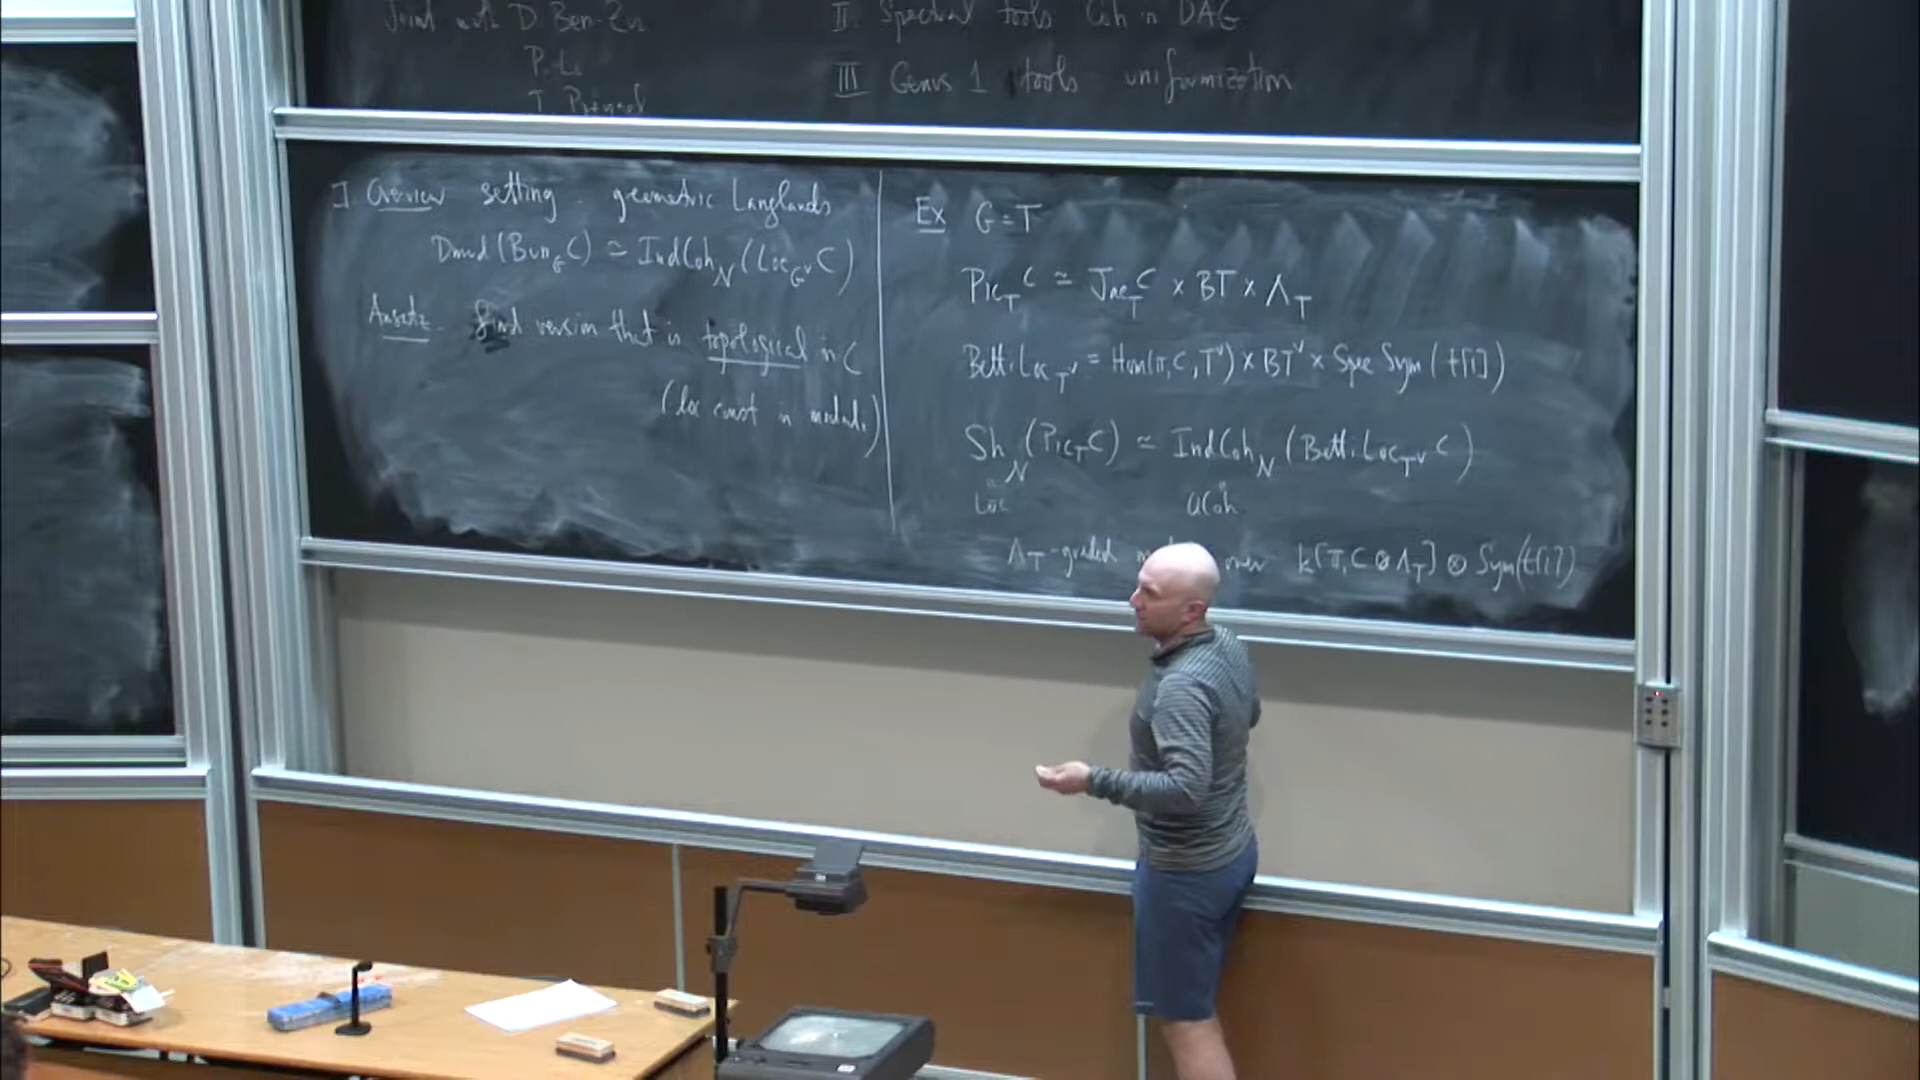 Joint with D. Ben-Zvi
P. Li
II. Spectral tools Coh in DAG
III Genus 1 tools uniformization
I. Overview setting. geometric Langlands
Dmod(Bun_G C) ≃ IndCoh_N(Loc_G^∨ C)
Ansatz. find version that is topological in C
(loc const in moduli)
Ex G=T
Pic_T C ≃ Jac_T C × BT × Λ_T
Betti Loc_T^∨ = Hom(π_1 C, T^∨) × BT^∨ × Spec Sym(t[1])
Sh_N(Pic_T C) ≃ IndCoh_N(Betti Loc_T^∨ C)
Loc QCoh
Λ_T-graded over k[π_1 C ⊗ Λ_T] ⊗ Sym(t[1])